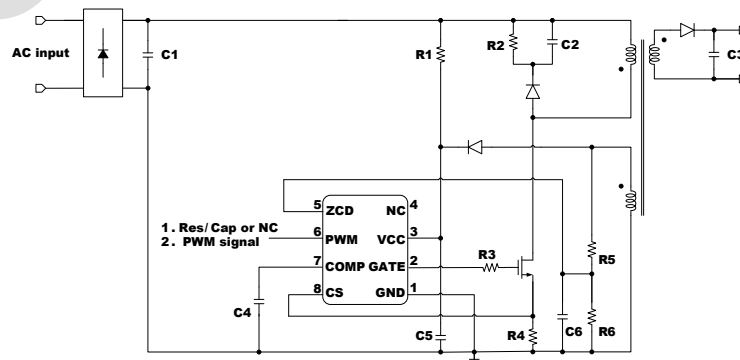 AC input
C1
R1
R2
C2
C3
1. Res/Cap or NC
2. PWM signal
5 ZCD NC 4
6 PWM VCC 3
7 COMP GATE 2
8 CS GND 1
R3
R5
C4
C5
R4
C6
R6